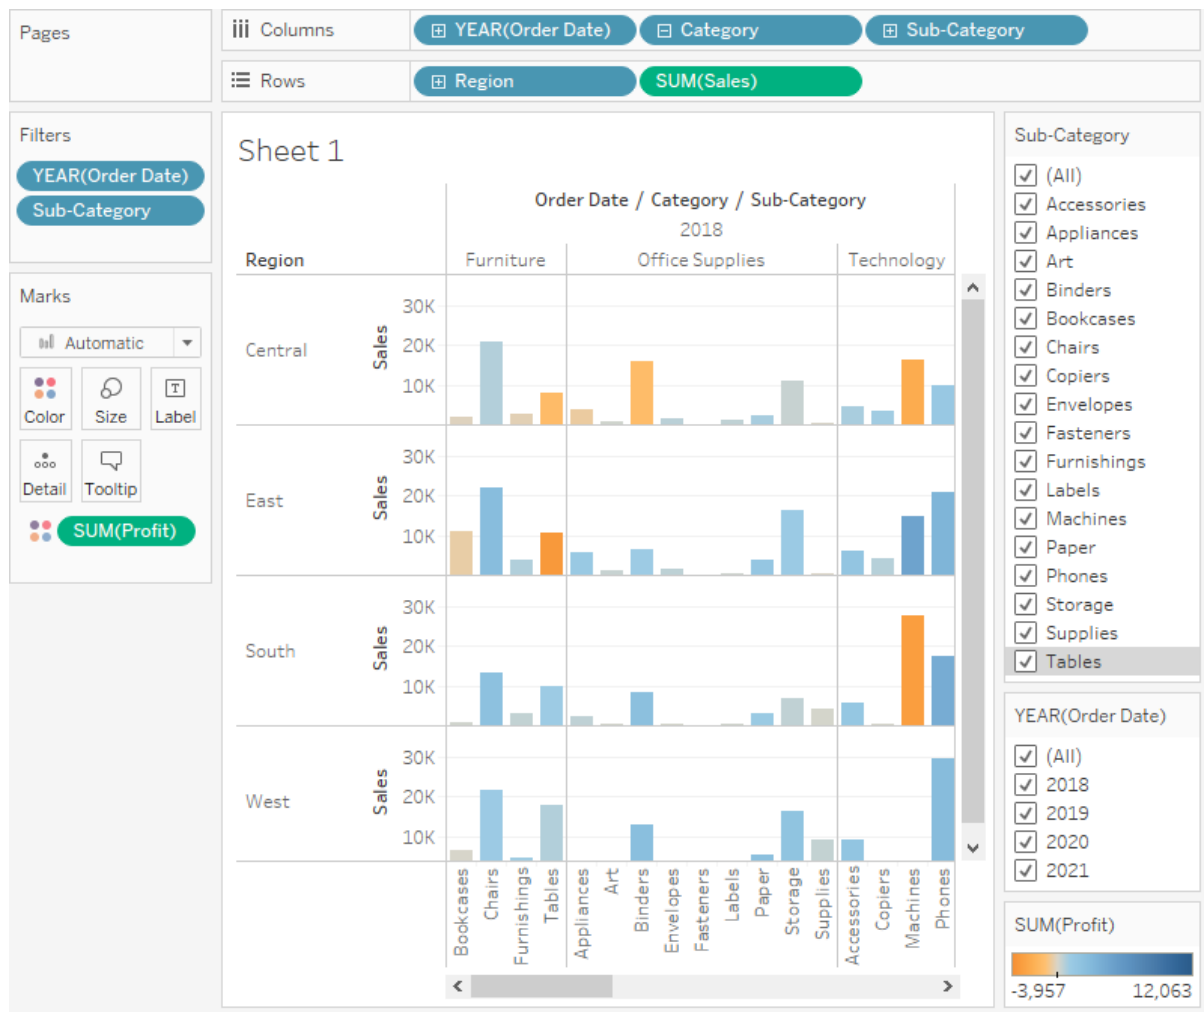 Pages
Columns
YEAR(Order Date)
Category
Sub-Category
Rows
Region
SUM(Sales)
Filters
YEAR(Order Date)
Sub-Category
Marks
Automatic
Color
Size
Label
Detail
Tooltip
SUM(Profit)
Sheet 1
Order Date / Category / Sub-Category
2018
Region
Furniture
Office Supplies
Technology
Central
Sales
30K
20K
10K
East
Sales
30K
20K
10K
South
Sales
30K
20K
10K
West
Sales
30K
20K
10K
Bookcases
Chairs
Furnishings
Tables
Appliances
Art
Binders
Envelopes
Fasteners
Labels
Paper
Storage
Supplies
Accessories
Copiers
Machines
Phones
Sub-Category
(All)
Accessories
Appliances
Art
Binders
Bookcases
Chairs
Copiers
Envelopes
Fasteners
Furnishings
Labels
Machines
Paper
Phones
Storage
Supplies
Tables
YEAR(Order Date)
(All)
2018
2019
2020
2021
SUM(Profit)
-3,957 12,063